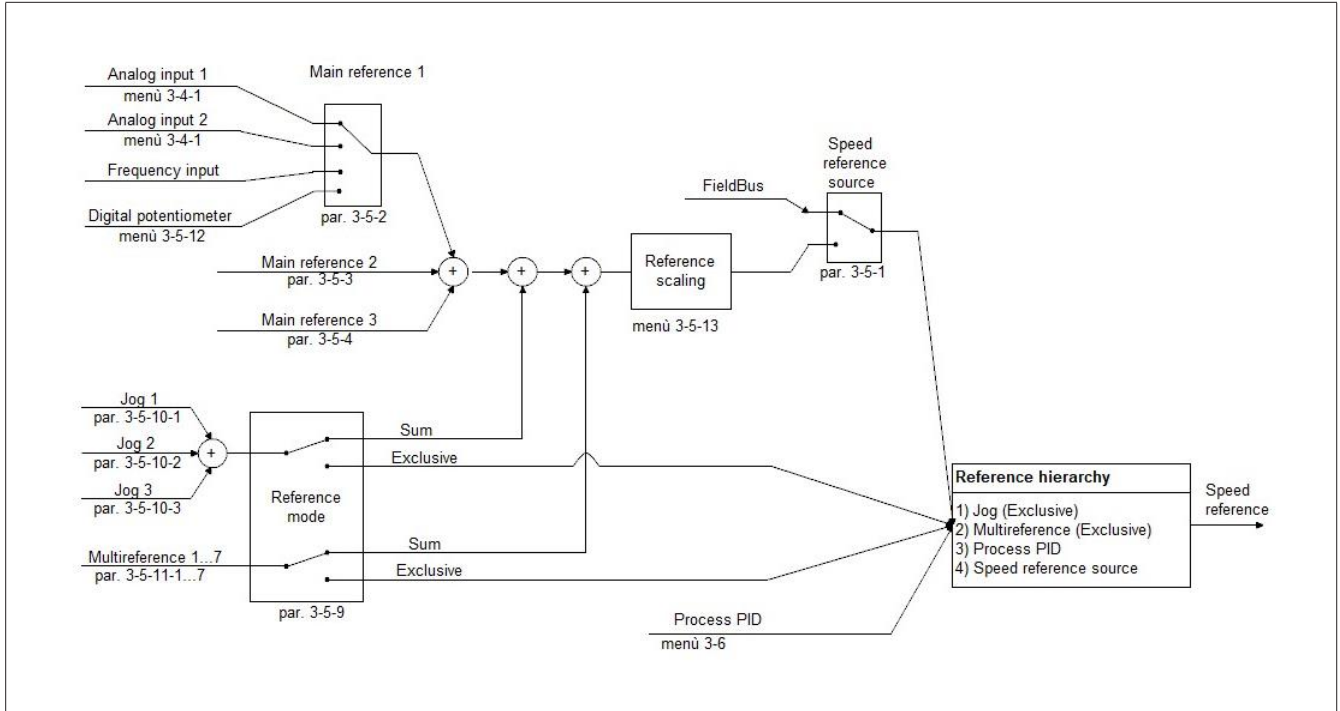 Analog input 1
menù 3-4-1
Analog input 2
menù 3-4-1
Frequency input
Digital potentiometer
menù 3-5-12
Main reference 1
par. 3-5-2
Main reference 2
par. 3-5-3
Main reference 3
par. 3-5-4
+
+
+
Reference
scaling
menù 3-5-13
FieldBus
Speed
reference
source
par. 3-5-1
Jog 1
par. 3-5-10-1
Jog 2
par. 3-5-10-2
Jog 3
par. 3-5-10-3
+
Multireference 1...7
par. 3-5-11-1...7
Reference
mode
par. 3-5-9
Sum
Exclusive
Sum
Exclusive
Process PID
menù 3-6
Reference hierarchy
1) Jog (Exclusive)
2) Multireference (Exclusive)
3) Process PID
4) Speed reference source
Speed
reference